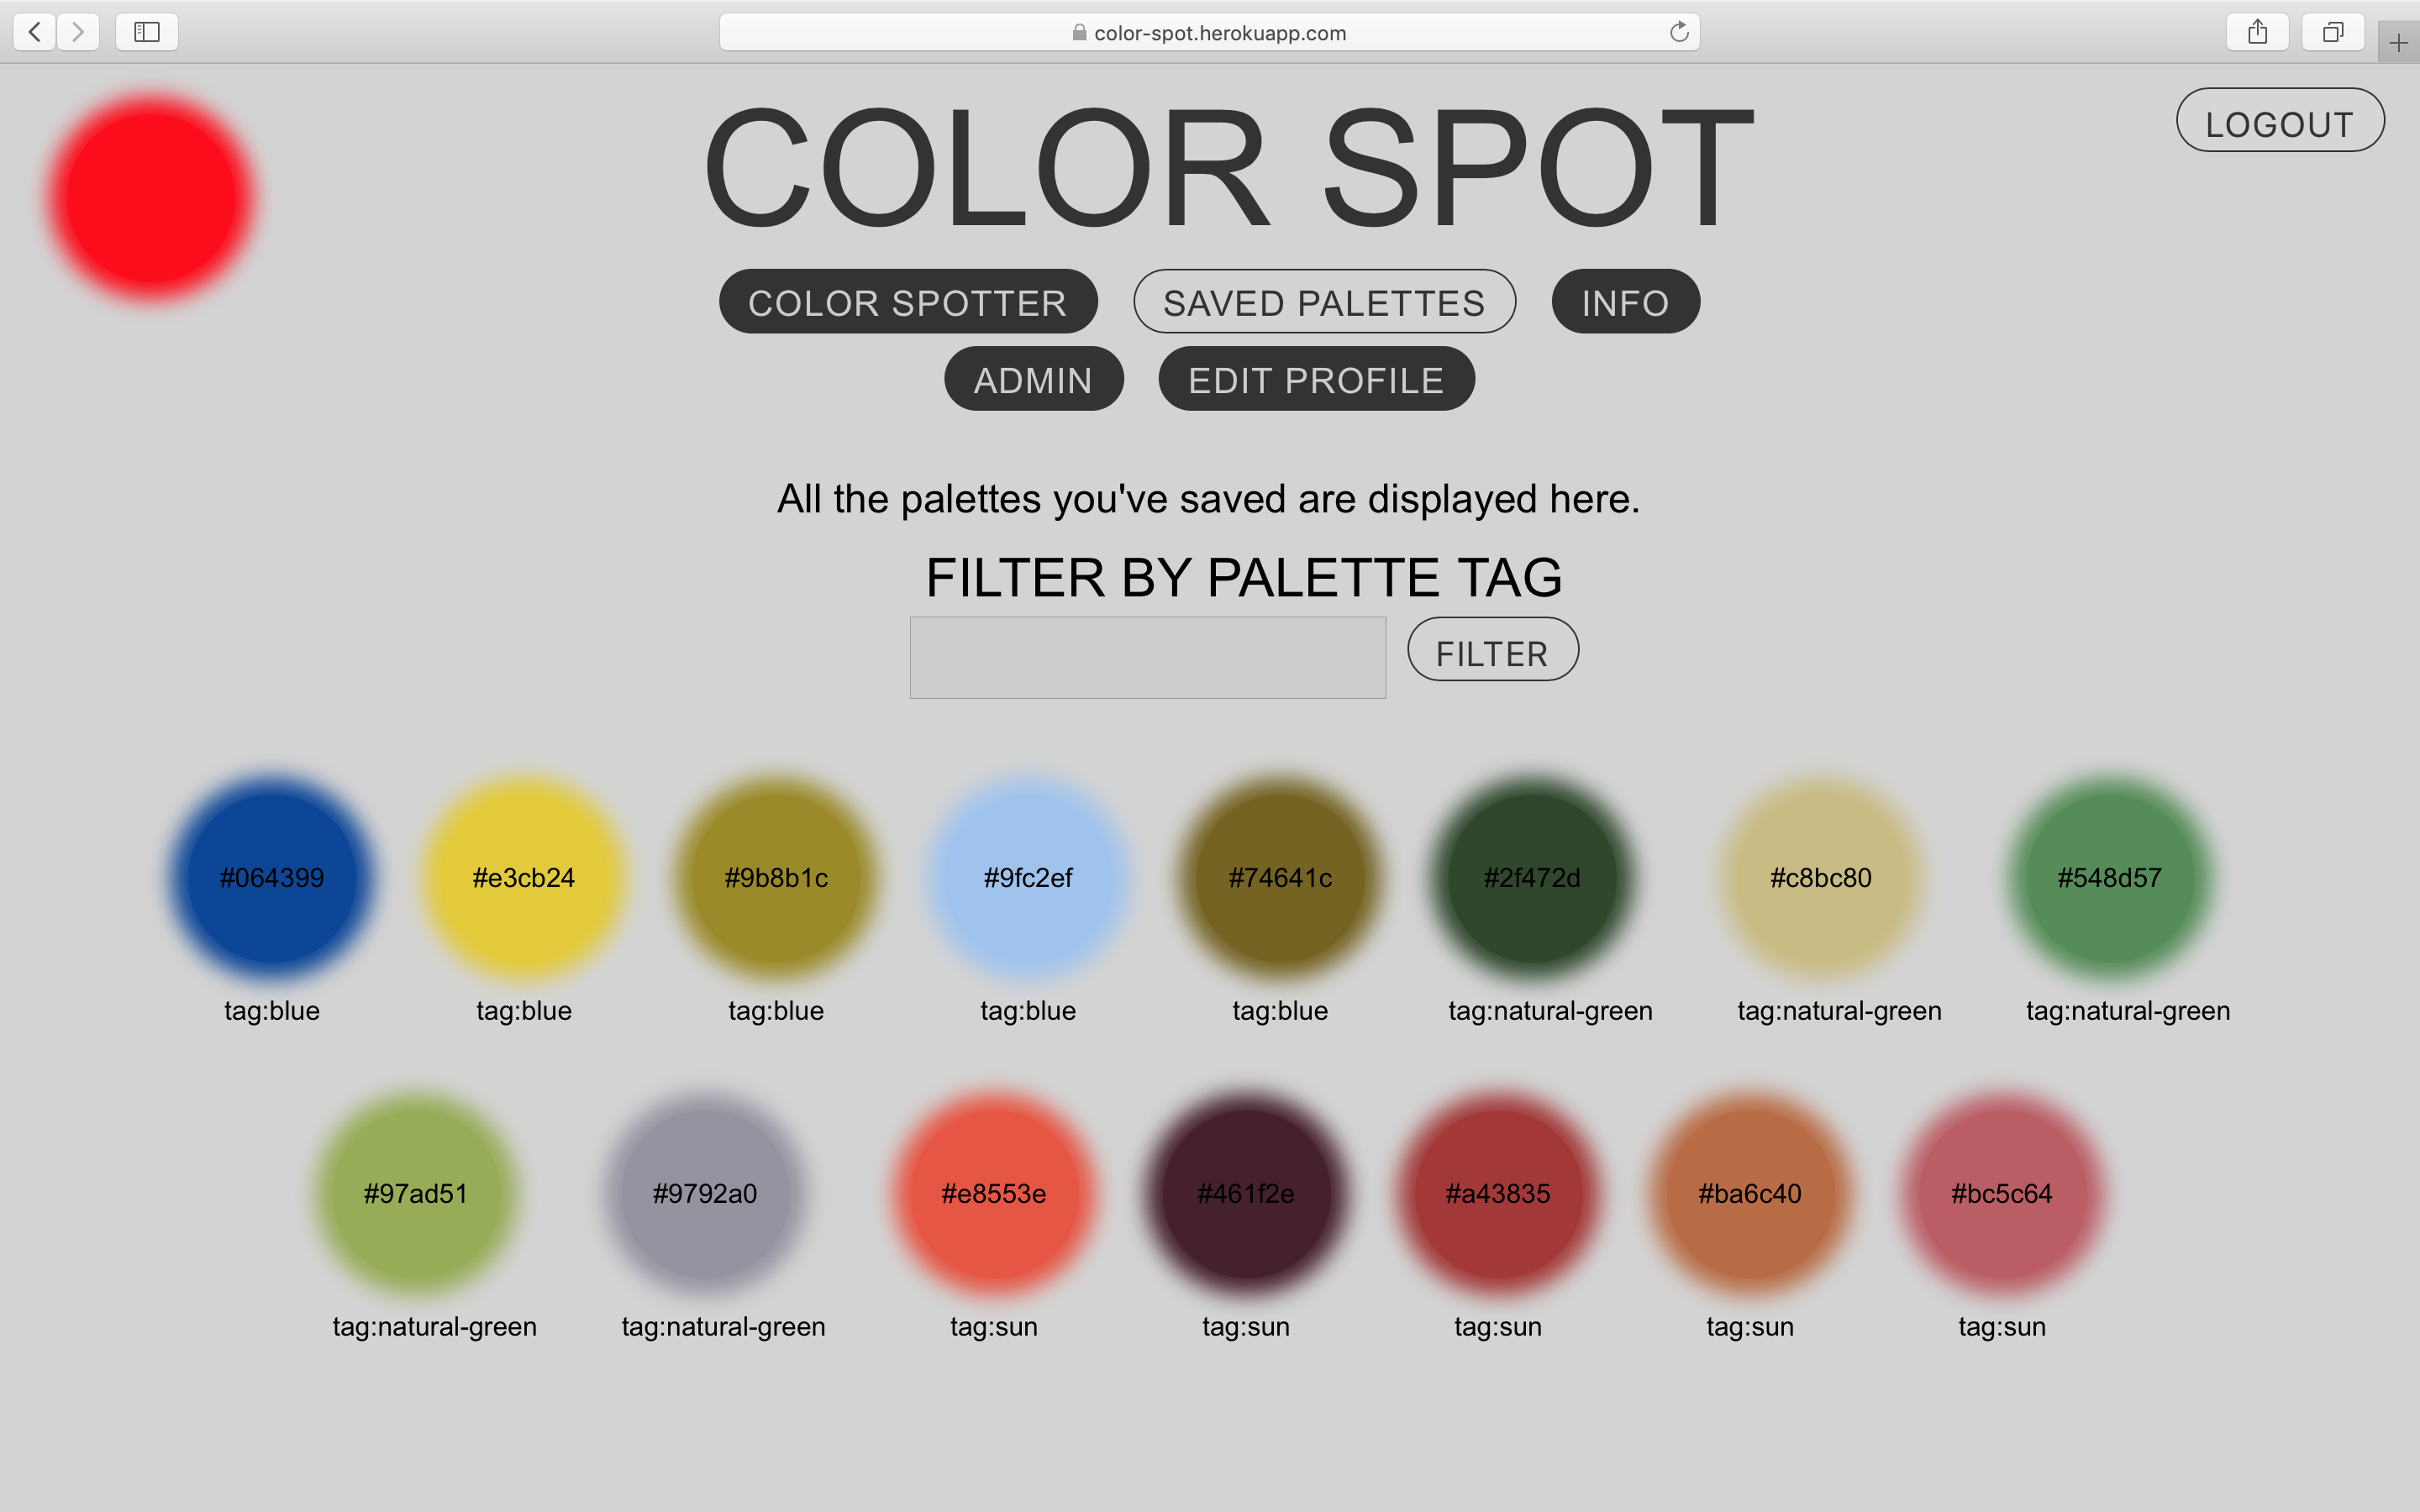 color-spot.herokuapp.com
COLOR SPOT
LOGOUT
COLOR SPOTTER SAVED PALETTES INFO
ADMIN EDIT PROFILE
All the palettes you've saved are displayed here.
FILTER BY PALETTE TAG
FILTER
#064399 #e3cb24 #9b8b1c #9fc2ef #74641c #2f472d #c8bc80 #548d57
tag:blue tag:blue tag:blue tag:blue tag:blue tag:natural-green tag:natural-green tag:natural-green
#97ad51 #9792a0 #e8553e #461f2e #a43835 #ba6c40 #bc5c64
tag:natural-green tag:natural-green tag:sun tag:sun tag:sun tag:sun tag:sun